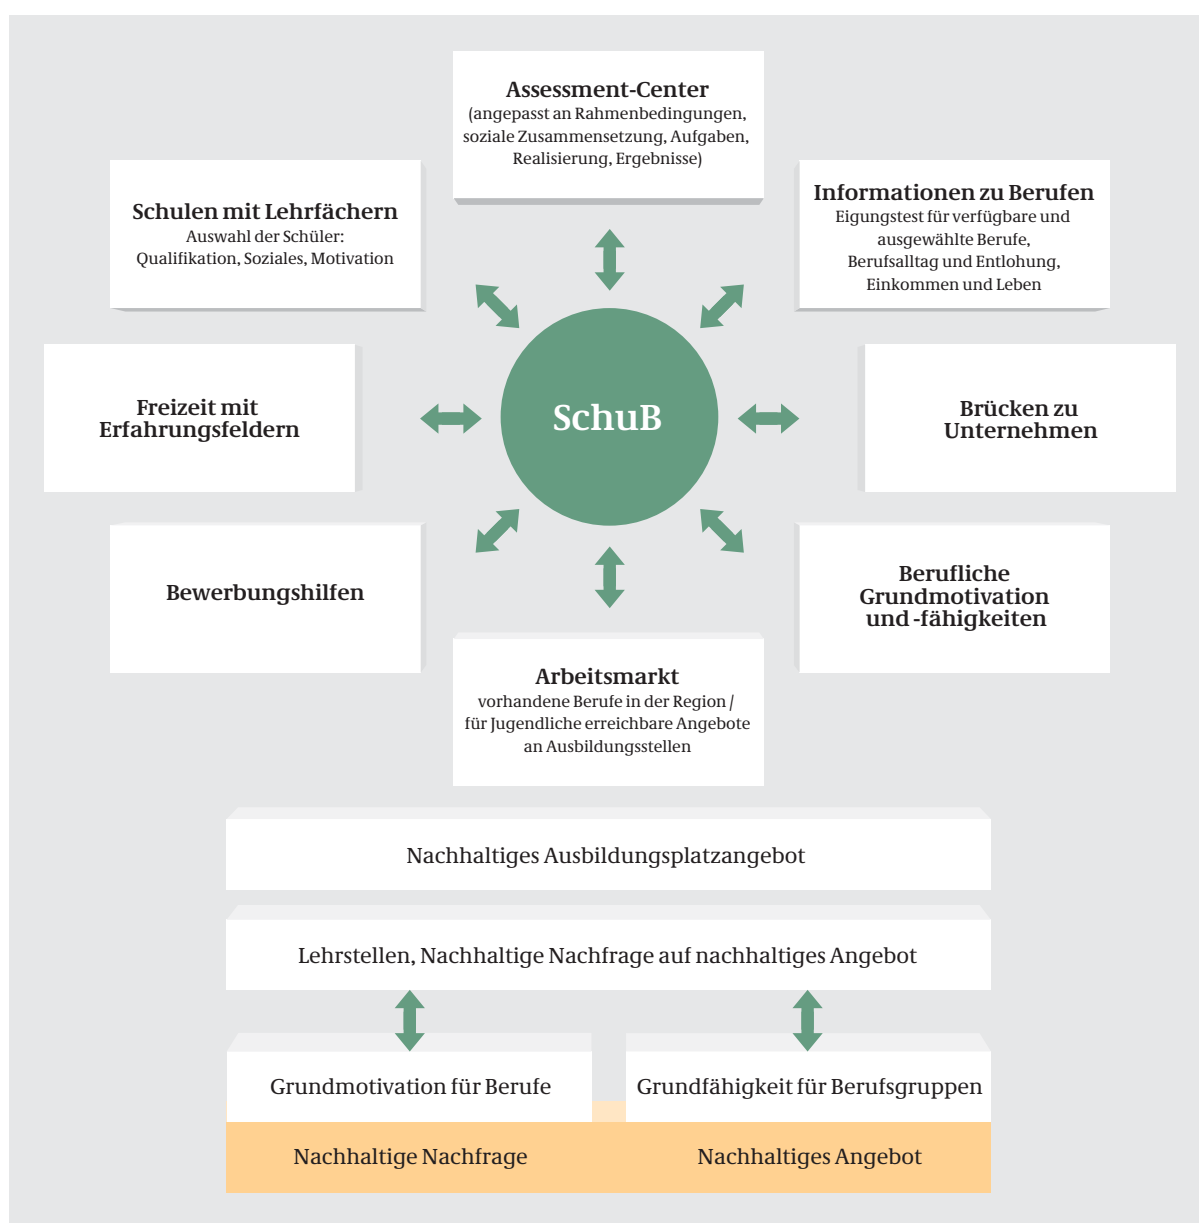 Assessment-Center
(angepasst an Rahmenbedingungen,
soziale Zusammensetzung, Aufgaben,
Realisierung, Ergebnisse)
Schulen mit Lehrfächern
Auswahl der Schüler:
Qualifikation, Soziales, Motivation
Informationen zu Berufen
Eigungstest für verfügbare und
ausgewählte Berufe,
Berufsalltag und Entlohung,
Einkommen und Leben
Freizeit mit
Erfahrungsfeldern
SchuB
Brücken zu
Unternehmen
Bewerbungshilfen
Berufliche
Grundmotivation
und -fähigkeiten
Arbeitsmarkt
vorhandene Berufe in der Region /
für Jugendliche erreichbare Angebote
an Ausbildungsstellen
Nachhaltiges Ausbildungsplatzangebot
Lehrstellen, Nachhaltige Nachfrage auf nachhaltiges Angebot
Grundmotivation für Berufe
Grundfähigkeit für Berufsgruppen
Nachhaltige Nachfrage
Nachhaltiges Angebot